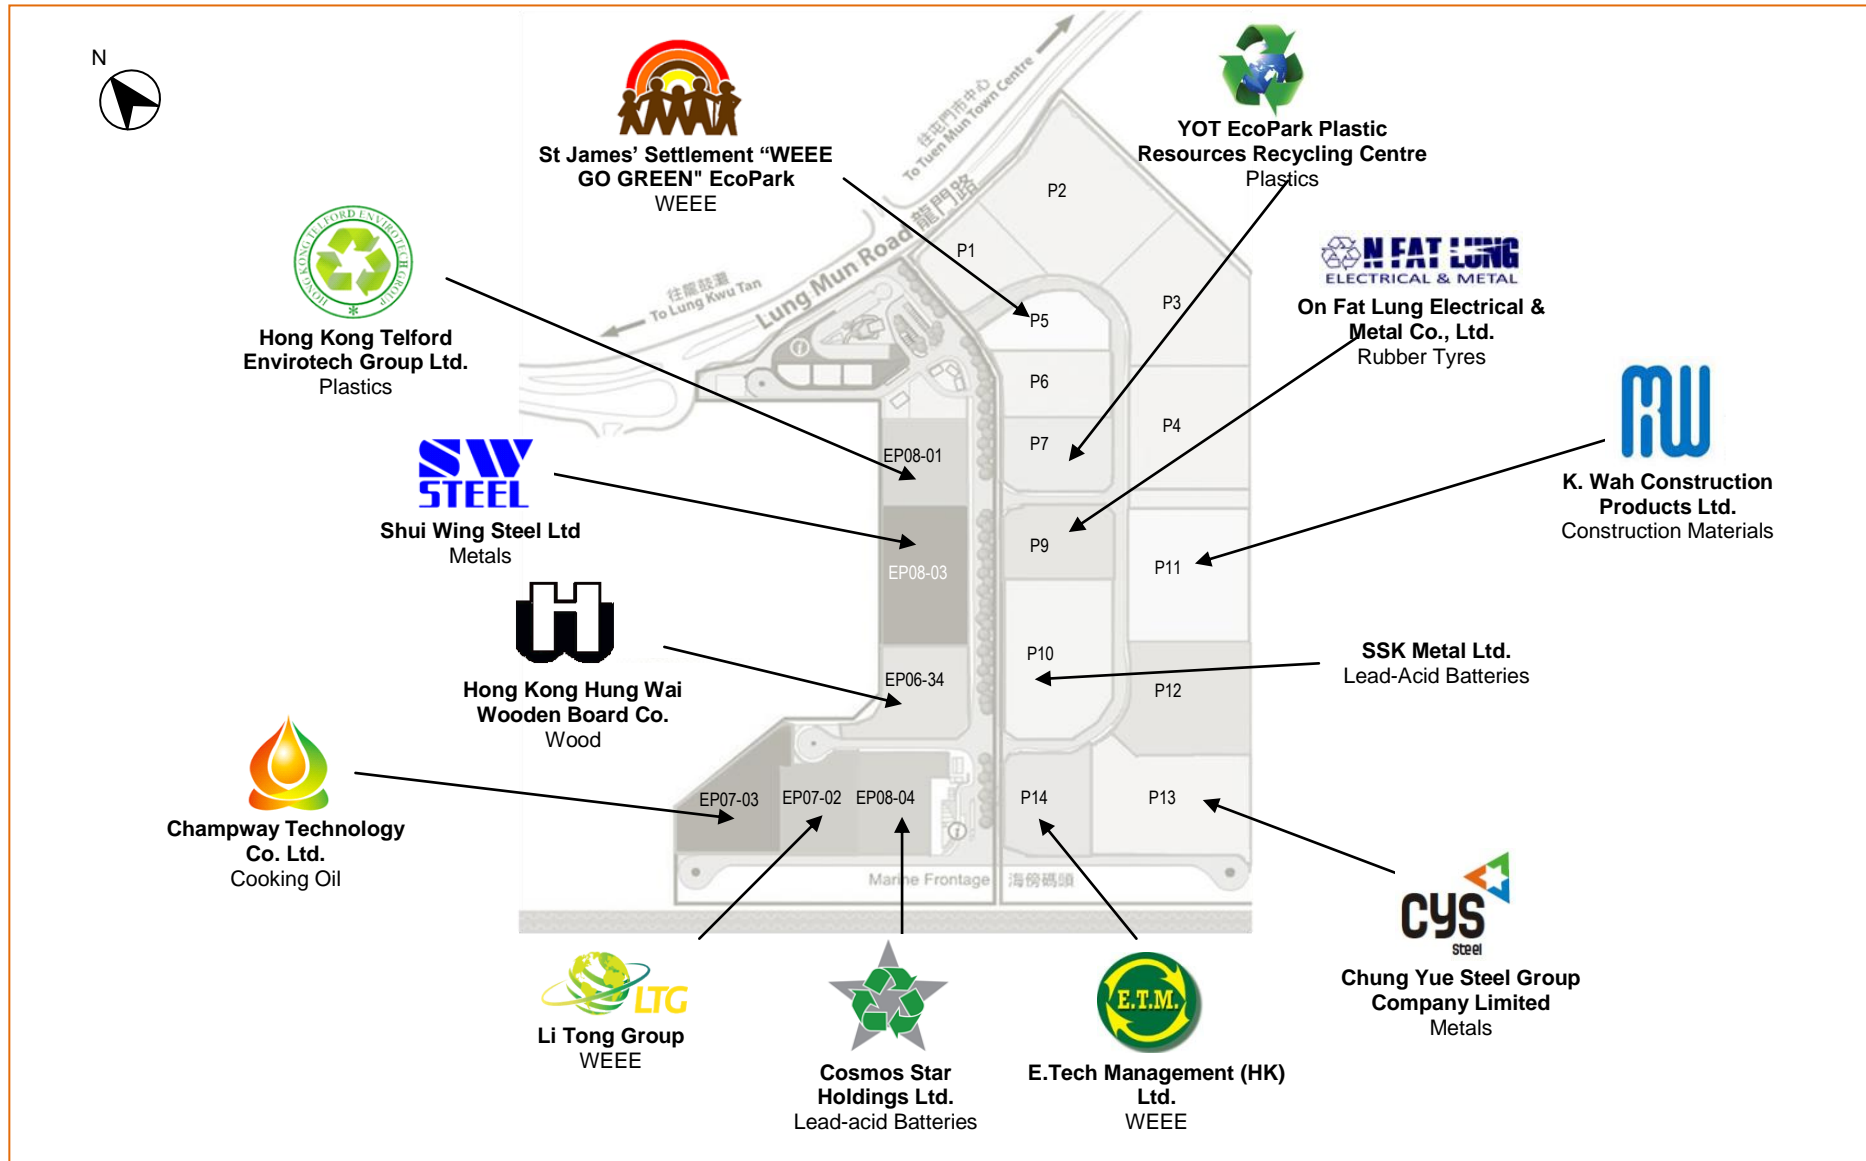 N
St James’ Settlement “WEEE
GO GREEN" EcoPark
WEEE
YOT EcoPark Plastic
Resources Recycling Centre
Plastics
往屯門市中心
To Tuen Mun Town Centre
HONG KONG TELFORD ENVIROTECH GROUP
Hong Kong Telford
Envirotech Group Ltd.
Plastics
往龍鼓灘
To Lung Kwu Tan
Lung Mun Road 龍門路
N FAT LUNG
ELECTRICAL & METAL
On Fat Lung Electrical &
Metal Co., Ltd.
Rubber Tyres
P1
P2
P3
P4
P5
P6
P7
P9
P10
P11
P12
P13
P14
EP08-01
EP08-03
EP06-34
EP07-03
EP07-02
EP08-04
SW
STEEL
Shui Wing Steel Ltd
Metals
K. Wah Construction
Products Ltd.
Construction Materials
Hong Kong Hung Wai
Wooden Board Co.
Wood
SSK Metal Ltd.
Lead-Acid Batteries
Champway Technology
Co. Ltd.
Cooking Oil
Marine Frontage 海傍碼頭
LTG
Li Tong Group
WEEE
Cosmos Star
Holdings Ltd.
Lead-acid Batteries
E.T.M.
E.Tech Management (HK)
Ltd.
WEEE
CYS
Steel
Chung Yue Steel Group
Company Limited
Metals